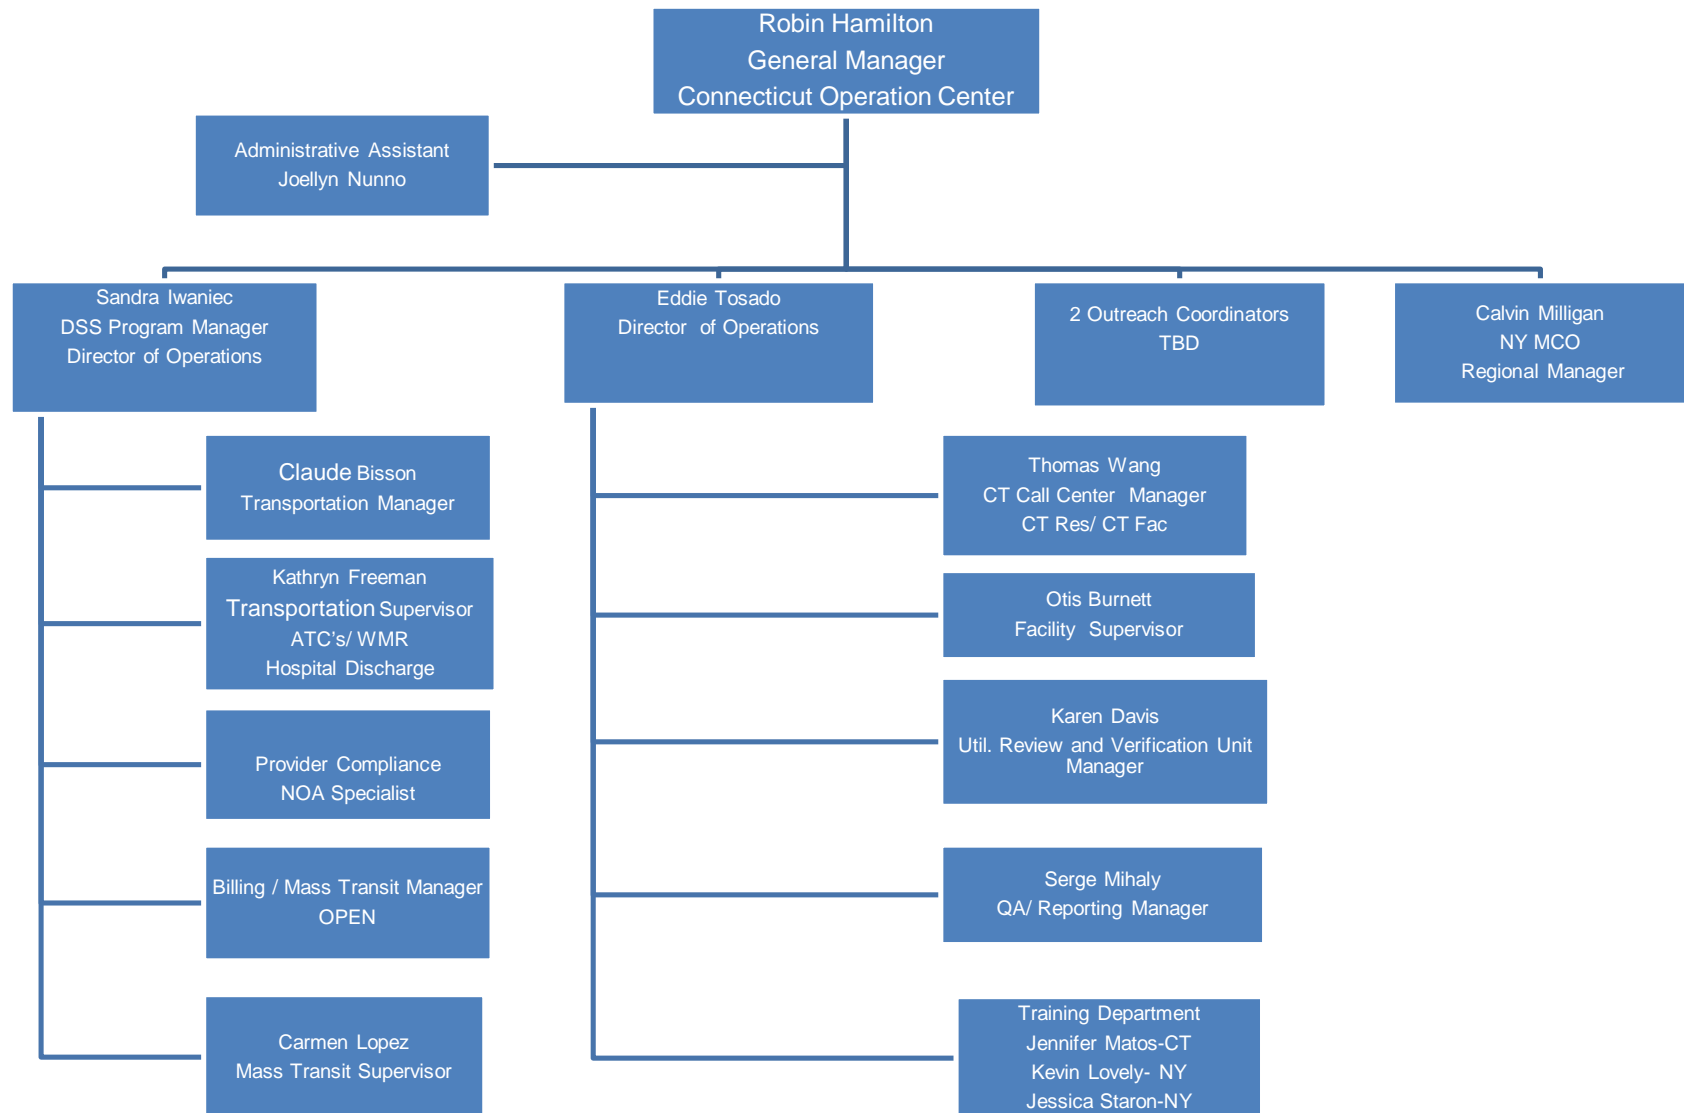 Robin Hamilton
General Manager
Connecticut Operation Center
Administrative Assistant
Joellyn Nunno
Sandra Iwaniec
DSS Program Manager
Director of Operations
Eddie Tosado
Director of Operations
2 Outreach Coordinators
TBD
Calvin Milligan
NY MCO
Regional Manager
Claude Bisson
Transportation Manager
Kathryn Freeman
Transportation Supervisor
ATC's/ WMR
Hospital Discharge
Provider Compliance
NOA Specialist
Billing / Mass Transit Manager
OPEN
Carmen Lopez
Mass Transit Supervisor
Thomas Wang
CT Call Center Manager
CT Res/ CT Fac
Otis Burnett
Facility Supervisor
Karen Davis
Util. Review and Verification Unit
Manager
Serge Mihaly
QA/ Reporting Manager
Training Department
Jennifer Matos-CT
Kevin Lovely- NY
Jessica Staron-NY